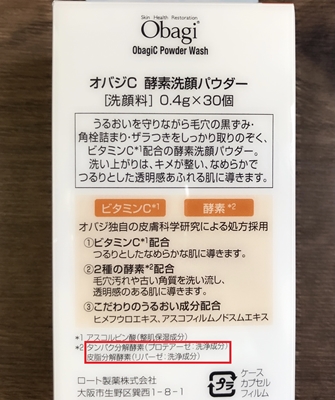 Skin Health Restoration
Obagi
ObagiC Powder Wash
オバジC 酵素洗顔パウダー
[洗顔料] 0.4g×30個
うるおいを守りながら毛穴の黒ずみ・
角栓詰まり・ザラつきをしっかり取りのぞく、
ビタミンC*1配合の酵素洗顔パウダー。
洗い上がりは、キメが整い、なめらかで
つるりとした透明感あふれる肌に導きます。
ビタミンC*1 酵素*2
オバジ独自の皮膚科学研究による処方採用
①ビタミンC*1配合
つるりとしたなめらかな肌に導きます。
②2種の酵素*2配合
毛穴汚れや古い角質を洗い流し、
透明感のある肌に導きます。
③こだわりのうるおい成分配合
ヒメフウロエキス、アスコフィルムノドスムエキス
*1 アスコルビン酸(整肌保湿成分)
*2 タンパク分解酵素(プロテアーゼ:洗浄成分)
皮脂分解酵素(リパーゼ:洗浄成分)
ロート製薬株式会社
大阪市生野区巽西1-8-1
プラ
ケース
カプセル
フィルム